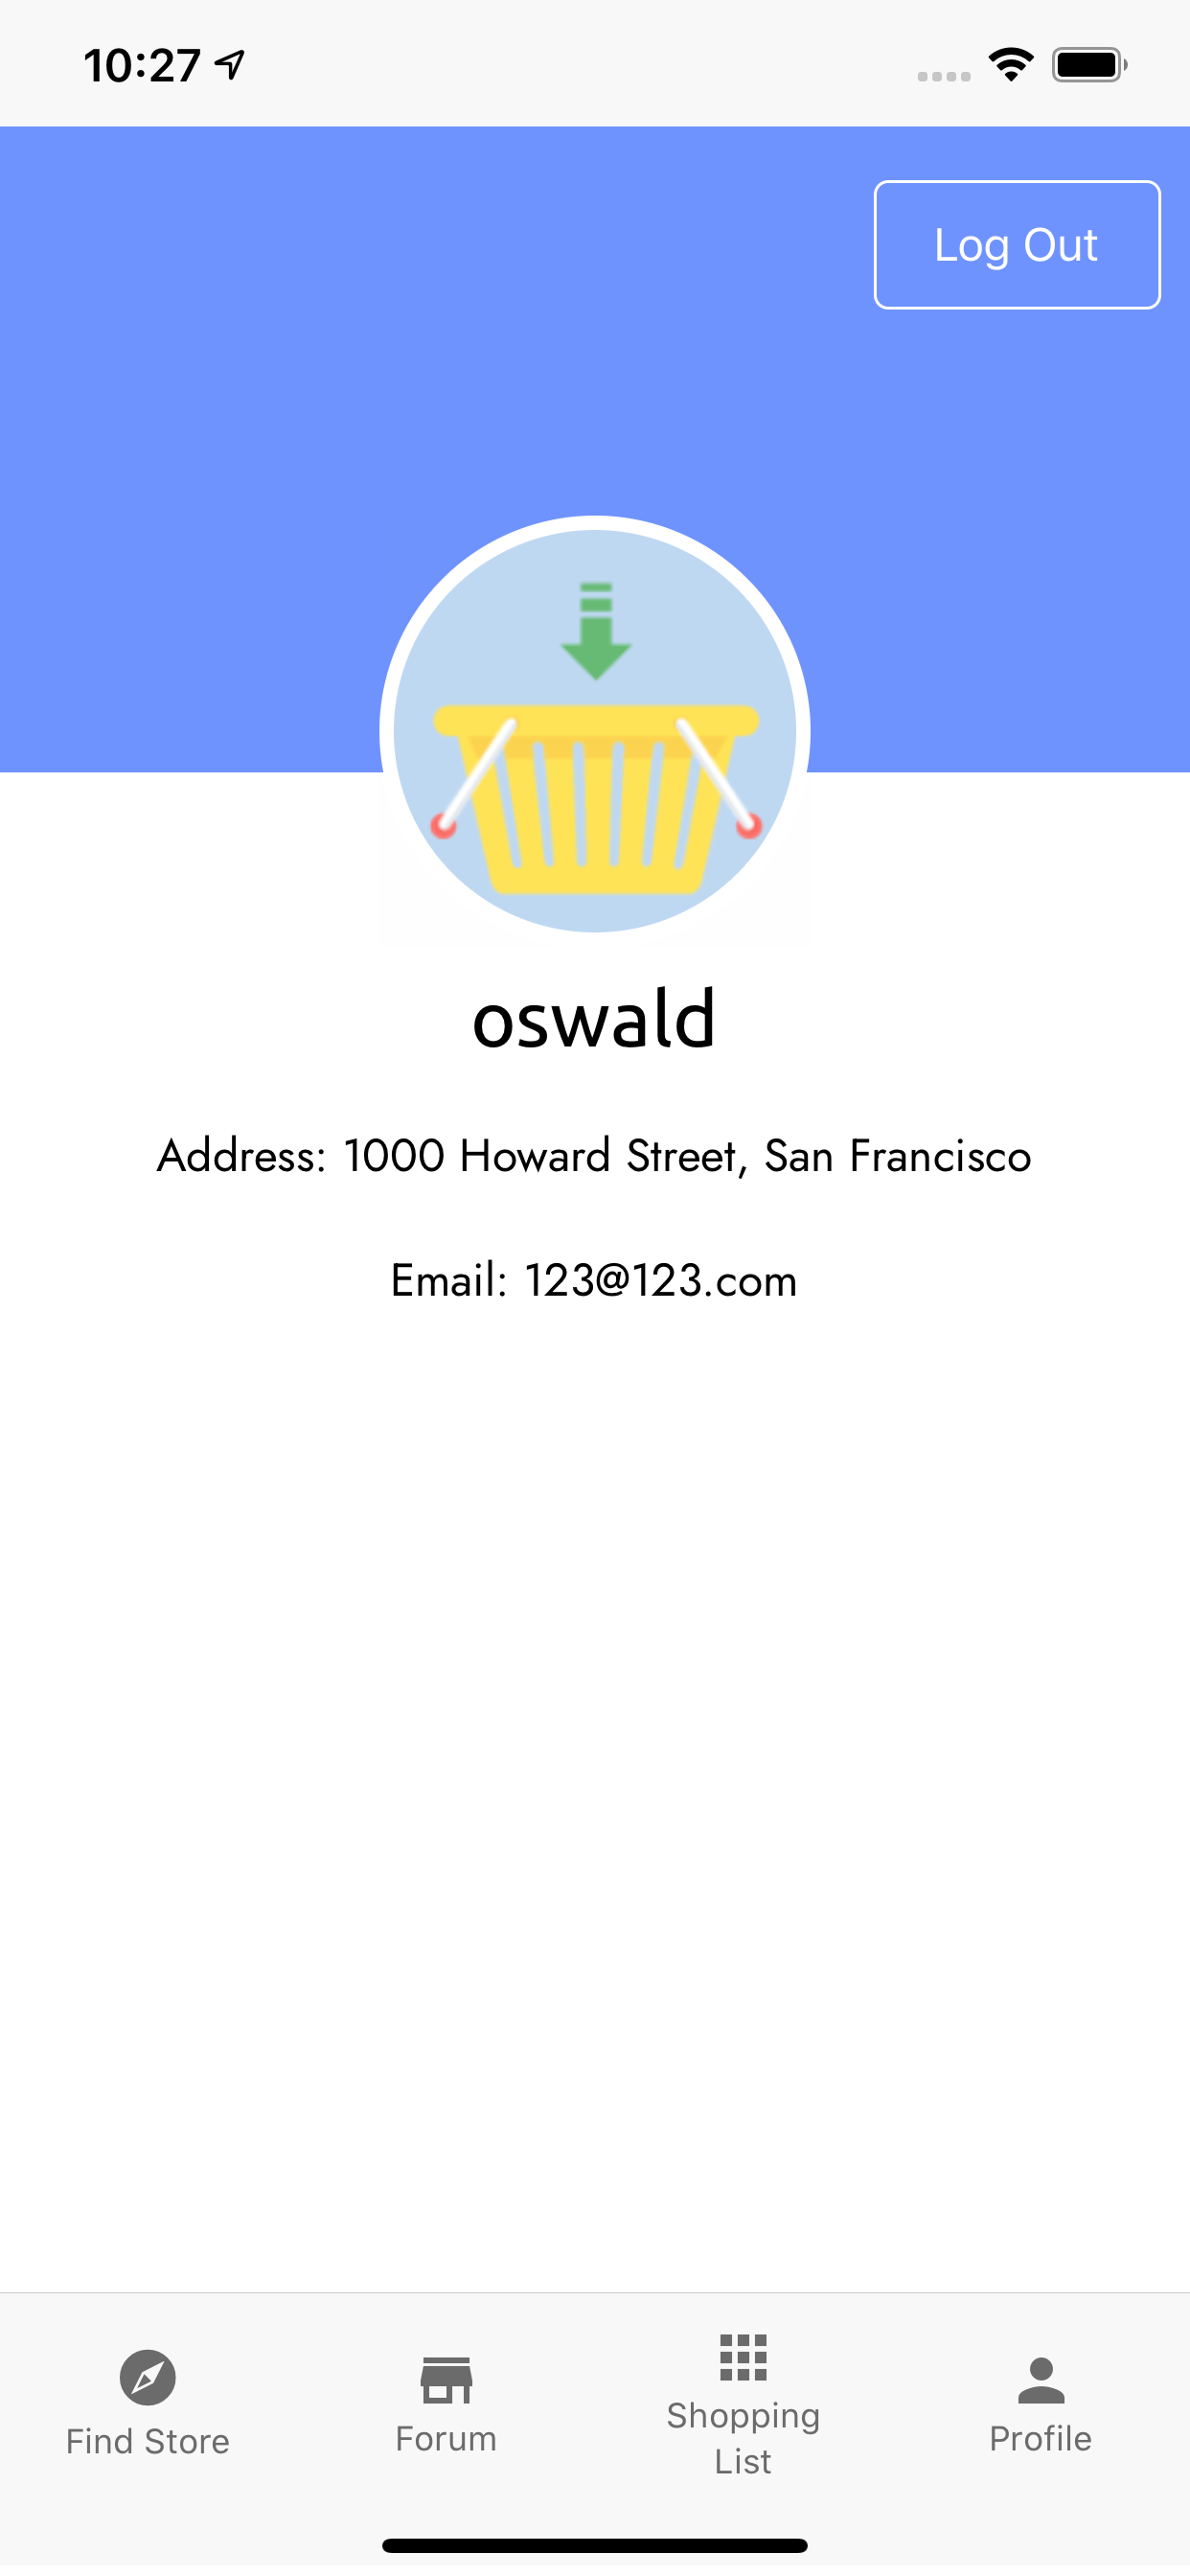 10:27
Log Out
oswald
Address: 1000 Howard Street, San Francisco
Email: 123@123.com
Find Store
Forum
Shopping
List
Profile